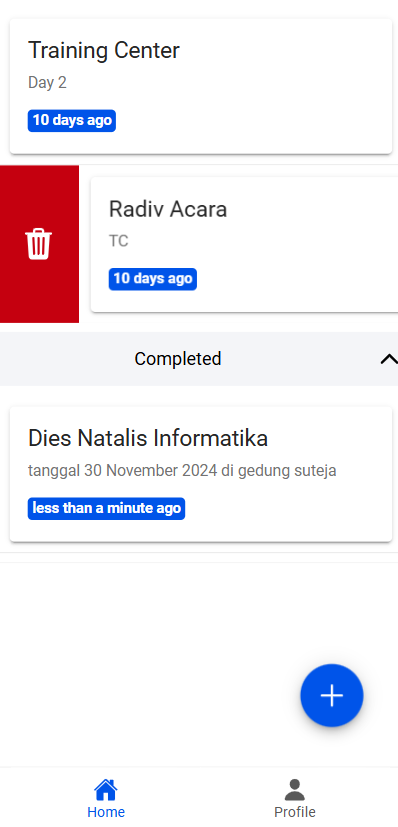 Training Center
Day 2
10 days ago
Radiv Acara
TC
10 days ago
Completed
Dies Natalis Informatika
tanggal 30 November 2024 di gedung suteja
less than a minute ago
Home
Profile